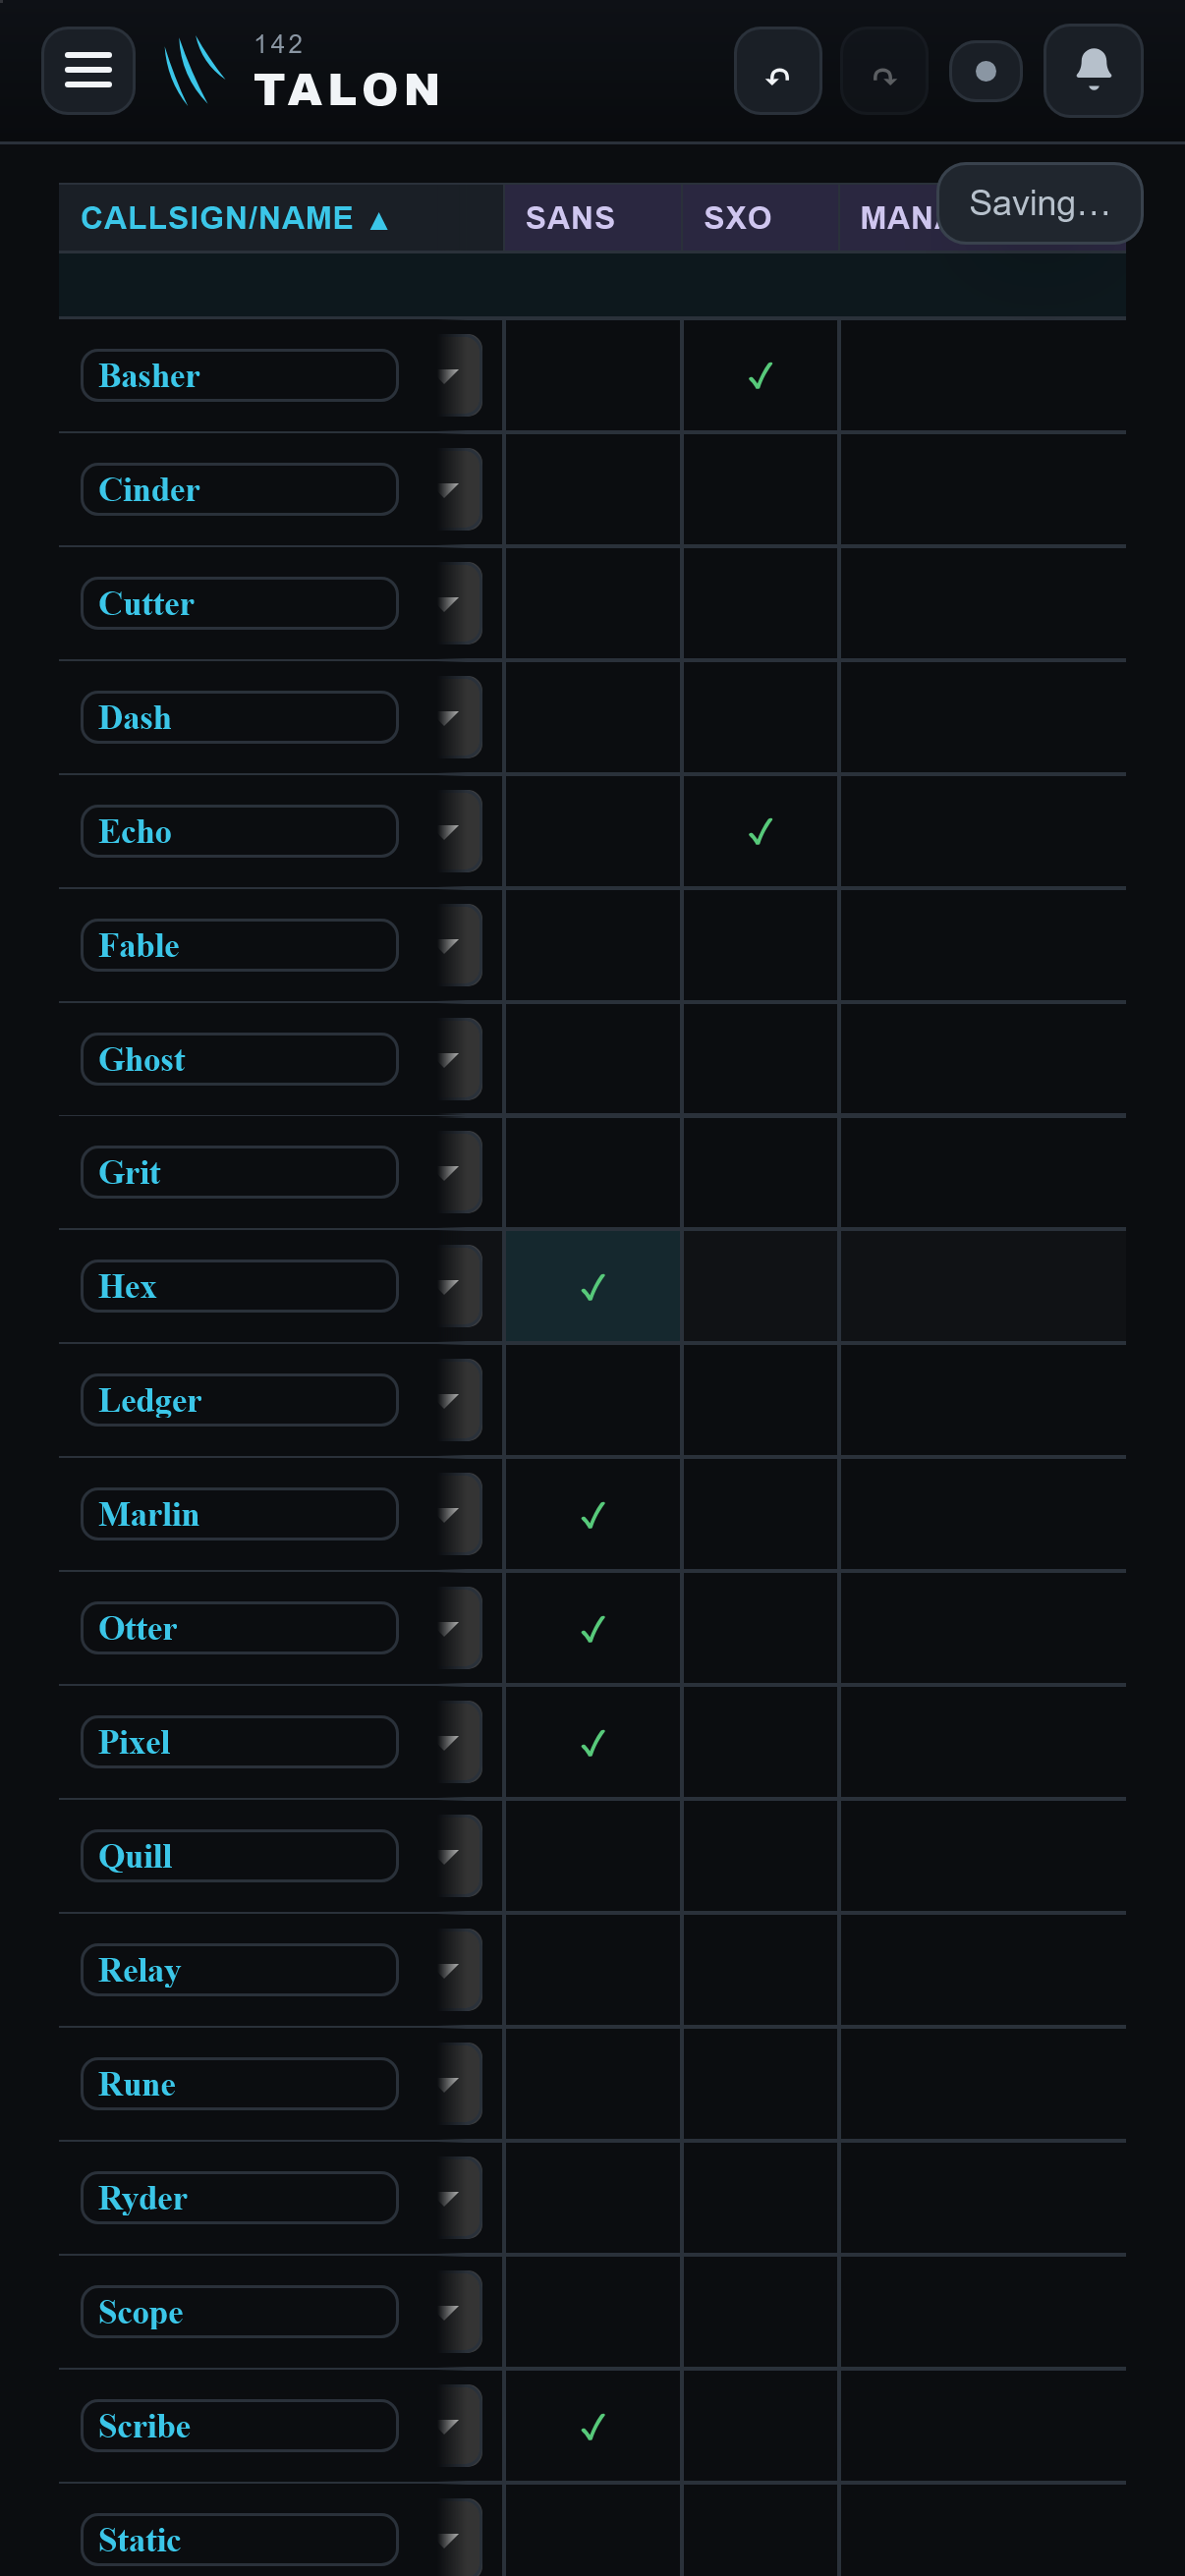 142
TALON
Saving...
CALLSIGN/NAME ▲ SANS SXO
Basher ✓
Cinder
Cutter
Dash
Echo ✓
Fable
Ghost
Grit
Hex ✓
Ledger
Marlin ✓
Otter ✓
Pixel ✓
Quill
Relay
Rune
Ryder
Scope
Scribe ✓
Static